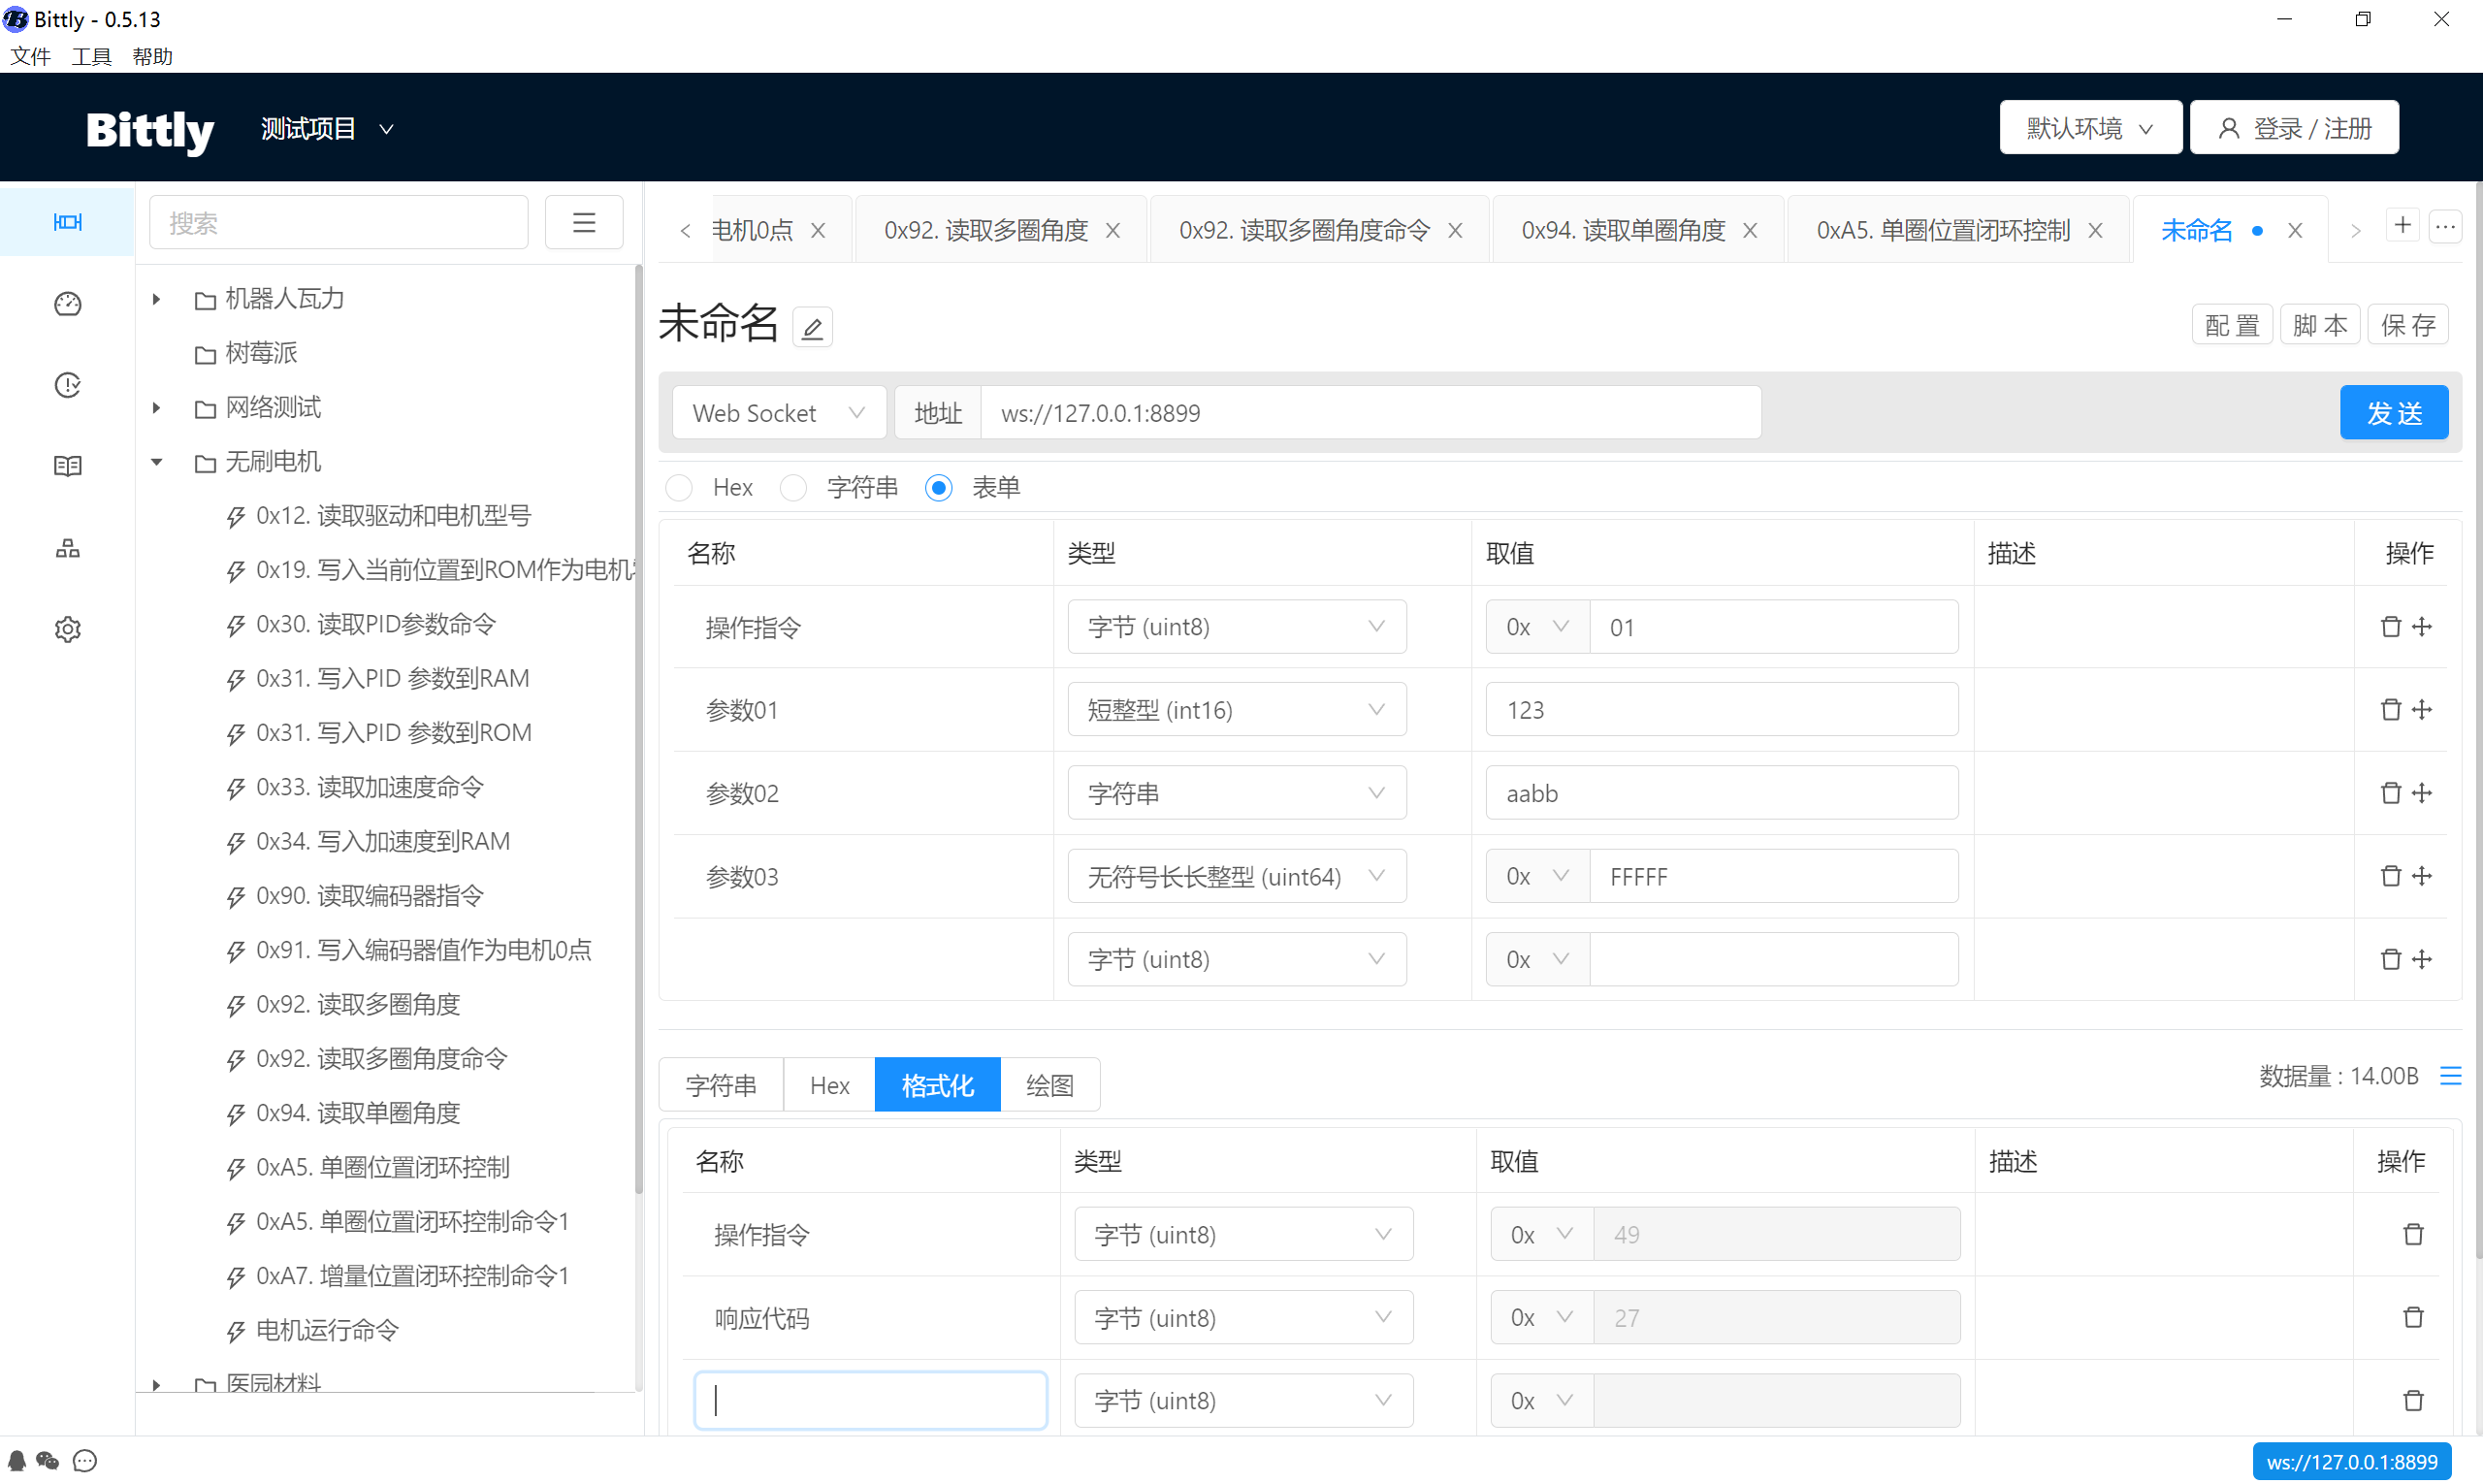 Bittly - 0.5.13
文件 工具 帮助
Bittly 测试项目 默认环境 登录 / 注册
搜索
机器人瓦力
树莓派
网络测试
无刷电机
0x12. 读取驱动和电机型号
0x19. 写入当前位置到ROM作为电机
0x30. 读取PID参数命令
0x31. 写入PID 参数到RAM
0x31. 写入PID 参数到ROM
0x33. 读取加速度命令
0x34. 写入加速度到RAM
0x90. 读取编码器指令
0x91. 写入编码器值作为电机0点
0x92. 读取多圈角度
0x92. 读取多圈角度命令
0x94. 读取单圈角度
0xA5. 单圈位置闭环控制
0xA5. 单圈位置闭环控制命令1
0xA7. 增量位置闭环控制命令1
电机运行命令
医园材料
电机0点 0x92. 读取多圈角度 0x92. 读取多圈角度命令 0x94. 读取单圈角度 0xA5. 单圈位置闭环控制 未命名
未命名 配置 脚本 保存
Web Socket 地址 ws://127.0.0.1:8899 发送
Hex 字符串 表单
名称 类型 取值 描述 操作
操作指令 字节 (uint8) 0x 01
参数01 短整型 (int16) 123
参数02 字符串 aabb
参数03 无符号长长整型 (uint64) 0x FFFFF
字节 (uint8) 0x
字符串 Hex 格式化 绘图 数据量 : 14.00B
名称 类型 取值 描述 操作
操作指令 字节 (uint8) 0x 49
响应代码 字节 (uint8) 0x 27
字节 (uint8) 0x
ws://127.0.0.1:8899